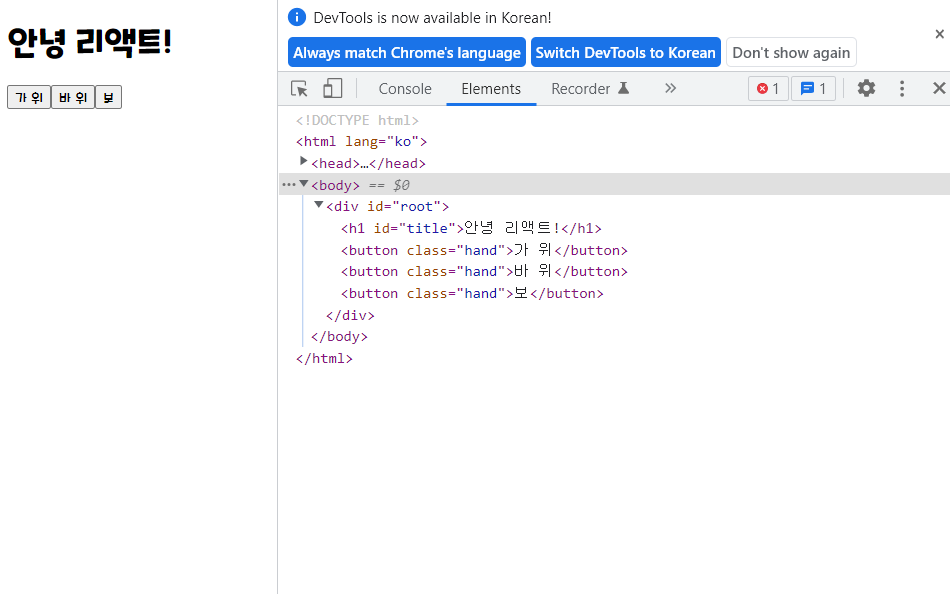 안녕 리액트!
가 위 바 위 보
DevTools is now available in Korean!
Always match Chrome's language Switch DevTools to Korean Don't show again
Console Elements Recorder 1 1
<!DOCTYPE html>
<html lang="ko">
<head>…</head>
<body> == $0
<div id="root">
<h1 id="title">안녕 리액트!</h1>
<button class="hand">가 위</button>
<button class="hand">바 위</button>
<button class="hand">보</button>
</div>
</body>
</html>